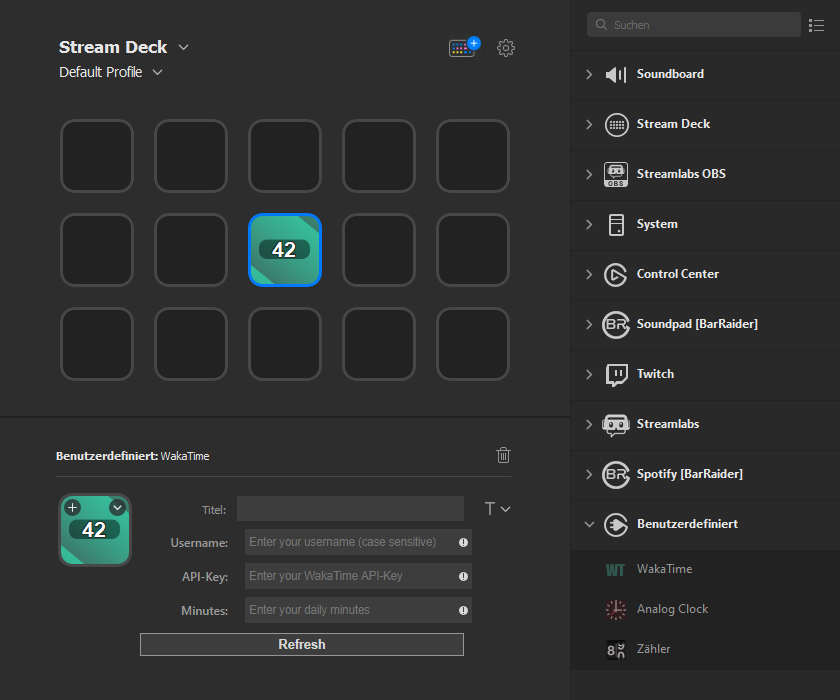 Stream Deck
Default Profile
42
Benutzerdefiniert: WakaTime
42
Titel:
T
Username: Enter your username (case sensitive)
API-Key: Enter your WakaTime API-Key
Minutes: Enter your daily minutes
Refresh
Suchen
Soundboard
Stream Deck
OBS Streamlabs OBS
System
Control Center
BR Soundpad [BarRaider]
Twitch
Streamlabs
BR Spotify [BarRaider]
Benutzerdefiniert
WT WakaTime
Analog Clock
Zähler